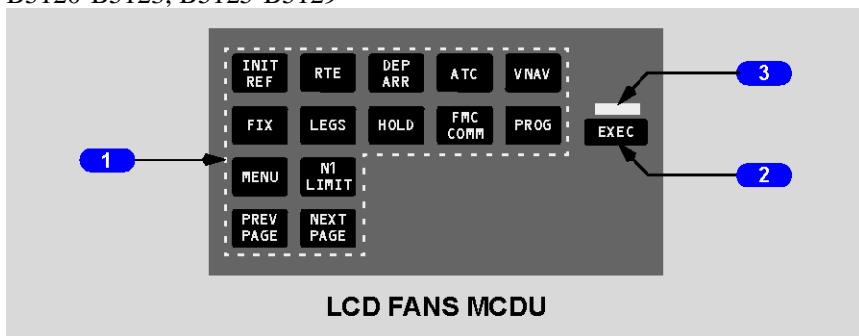 INIT REF RTE DEP ARR ATC VNAV
3
FIX LEGS HOLD FMC COMM PROG EXEC
1
MENU N1 LIMIT
2
PREV PAGE NEXT PAGE
LCD FANS MCDU